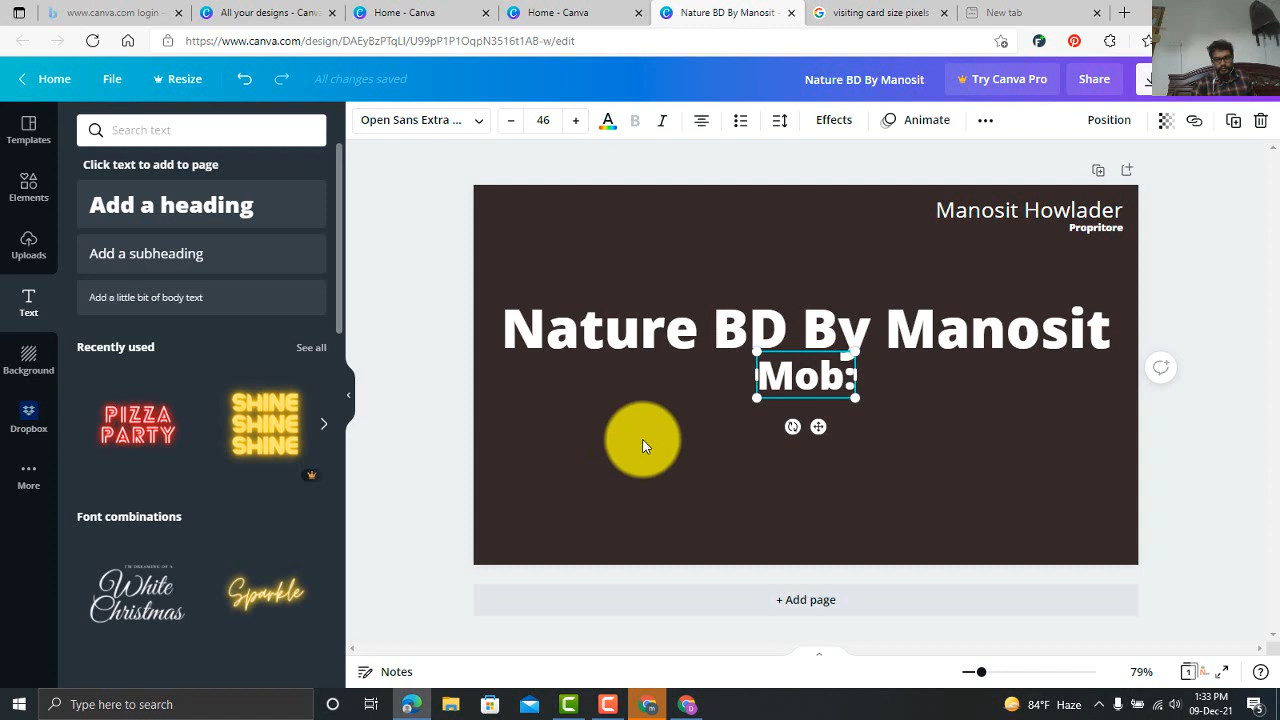 bing www.canva.com login -
All your designs - Canva
Home - Canva
Home - Canva
Nature BD By Manosit -
visiting card size pixels
New tab
https://www.canva.com/design/DAEyBzPTqLI/U99pP1P1OqpN3516t1AB-w/edit
Home
File
Resize
All changes saved
Nature BD By Manosit
Try Canva Pro
Share
Open Sans Extra ...
46
A
B
I
Effects
Animate
Position
Templates
Elements
Uploads
Text
Background
Dropbox
More
Search text
Click text to add to page
Add a heading
Add a subheading
Add a little bit of body text
Recently used
See all
PIZZA
PARTY
SHINE
SHINE
SHINE
Font combinations
I'M DREAMING OF A
White
Christmas
Sparkle
Manosit Howlader
Propritore
Nature BD By Manosit
Mob:
+ Add page
Notes
79%
1
Type here to search
84°F Haze
1:33 PM
09-Dec-21